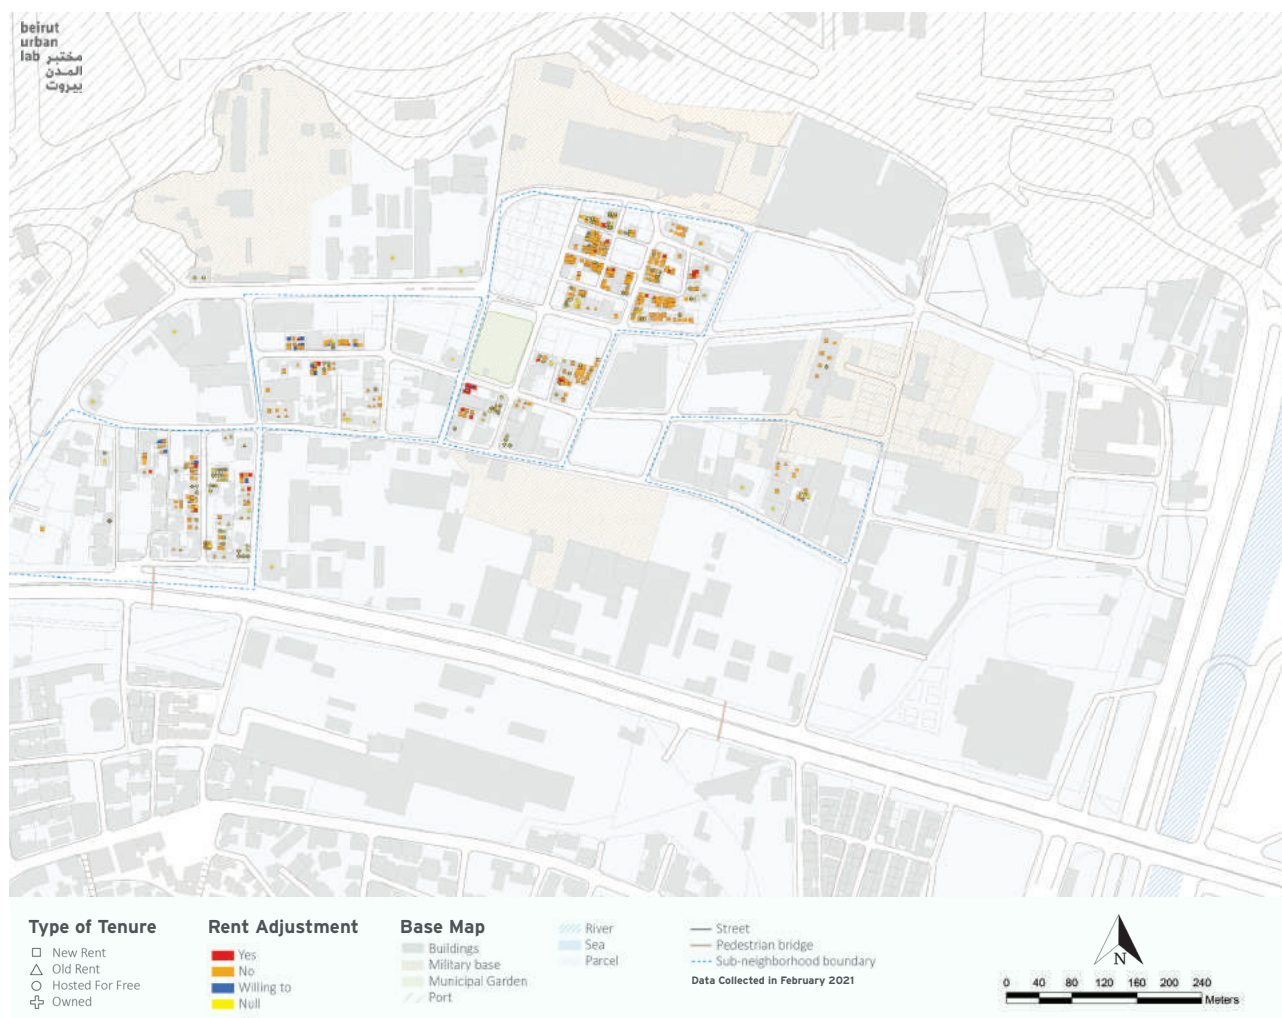 beirut
urban
lab مختبر
المدن
بيروت
Type of Tenure
New Rent
Old Rent
Hosted For Free
Owned
Rent Adjustment
Yes
No
Willing to
Null
Base Map
Buildings
Military base
Municipal Garden
Port
River
Sea
Parcel
Street
Pedestrian bridge
Sub-neighborhood boundary
Data Collected in February 2021
N
0 40 80 120 160 200 240
Meters